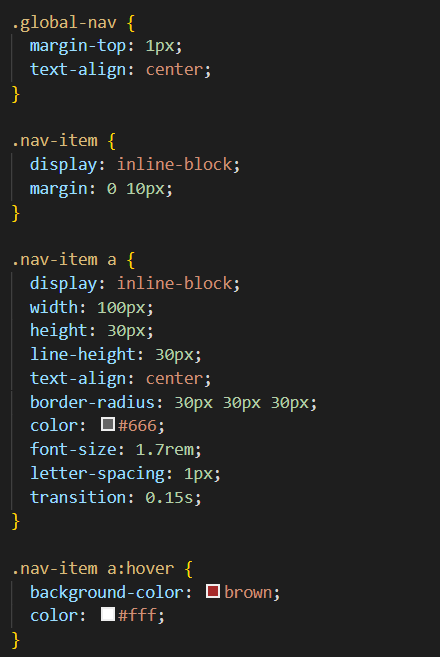 .global-nav {
margin-top: 1px;
text-align: center;
}
.nav-item {
display: inline-block;
margin: 0 10px;
}
.nav-item a {
display: inline-block;
width: 100px;
height: 30px;
line-height: 30px;
text-align: center;
border-radius: 30px 30px 30px;
color: #666;
font-size: 1.7rem;
letter-spacing: 1px;
transition: 0.15s;
}
.nav-item a:hover {
background-color: brown;
color: #fff;
}